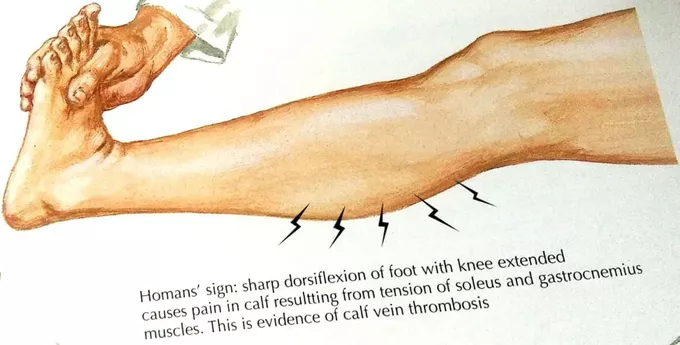 Homans' sign: sharp dorsiflexion of foot with knee extended
causes pain in calf resultting from tension of soleus and gastrocnemius
muscles. This is evidence of calf vein thrombosis